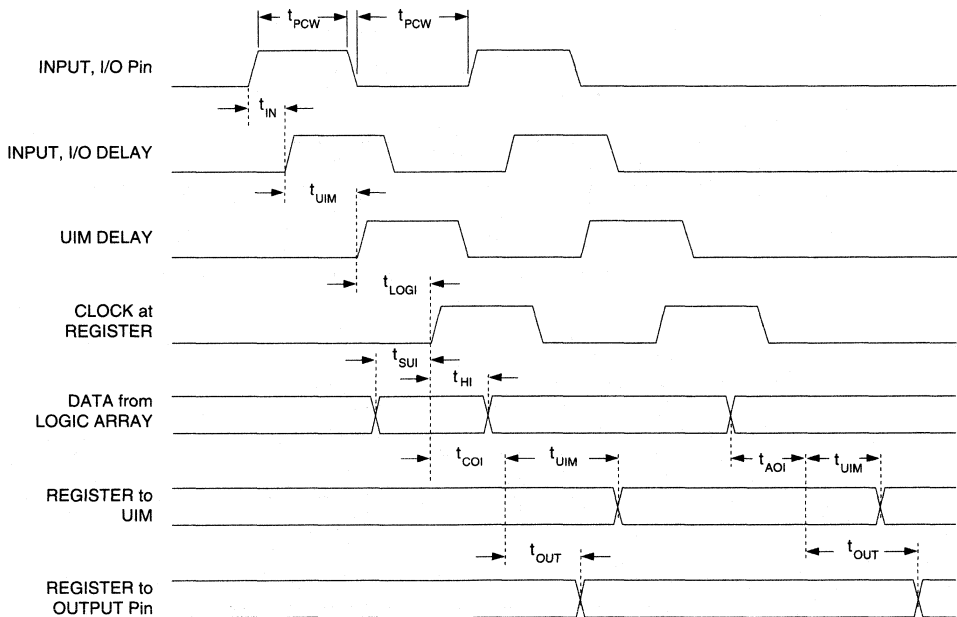 tPCW tPCW
INPUT, I/O Pin
tIN
INPUT, I/O DELAY
tUIM
UIM DELAY
tLOGI
CLOCK at
REGISTER
tSUI
tHI
DATA from
LOGIC ARRAY
tCOI tUIM tAOI tUIM
REGISTER to
UIM
tOUT tOUT
REGISTER to
OUTPUT Pin